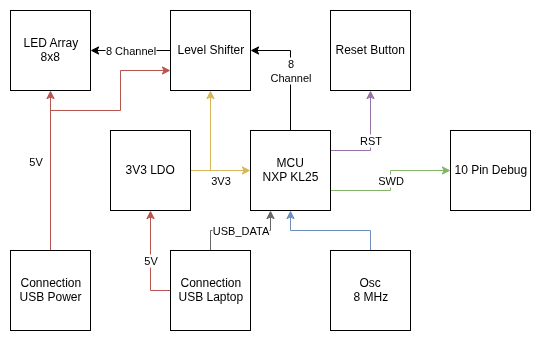 LED Array
8x8
8 Channel
Level Shifter
8
Channel
Reset Button
5V
3V3 LDO
3V3
MCU
NXP KL25
RST
SWD
10 Pin Debug
USB_DATA
5V
Connection
USB Power
Connection
USB Laptop
Osc
8 MHz